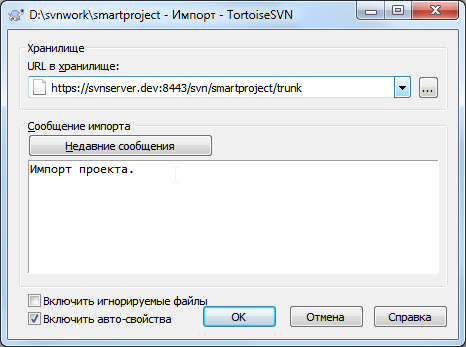 D:\svnwork\smartproject - Импорт - TortoiseSVN
Хранилище
URL в хранилище:
https://svnserver.dev:8443/svn/smartproject/trunk
...
Сообщение импорта
Недавние сообщения
Импорт проекта.
Включить игнорируемые файлы
Включить авто-свойства
OK
Отмена
Справка